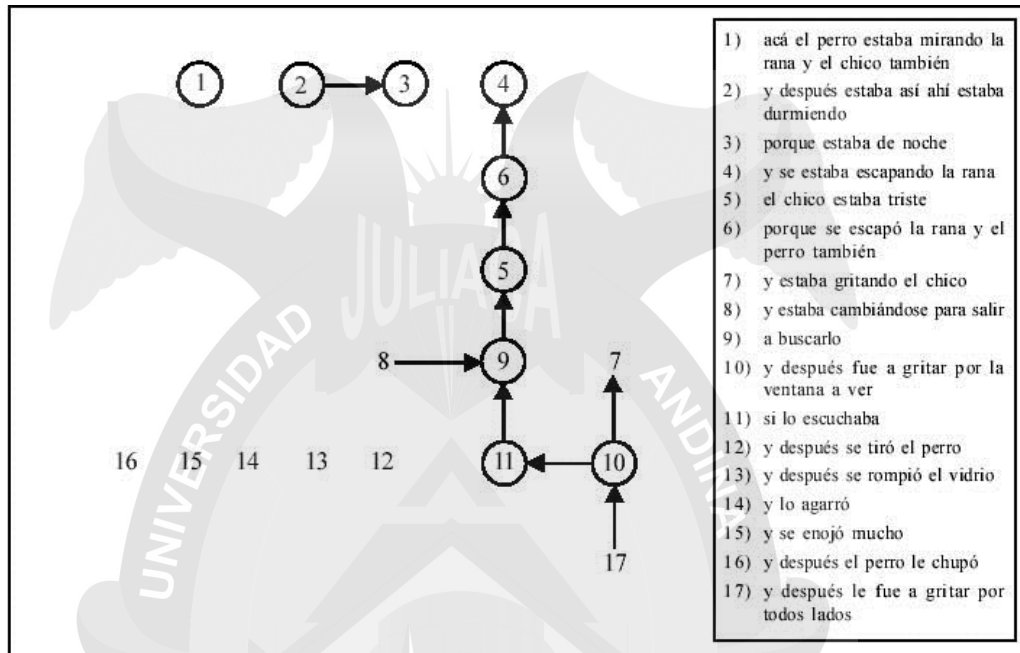 1
2
3
4
6
5
8
9
7
16
15
14
13
12
11
10
17
JULIACA
UNIVERSIDAD
ANDINA
1) acá el perro estaba mirando la
rana y el chico también
2) y después estaba así ahí estaba
durmiendo
3) porque estaba de noche
4) y se estaba escapando la rana
5) el chico estaba triste
6) porque se escapó la rana y el
perro también
7) y estaba gritando el chico
8) y estaba cambiándose para salir
9) a buscarlo
10) y después fue a gritar por la
ventana a ver
11) si lo escuchaba
12) y después se tiró el perro
13) y después se rompió el vidrio
14) y lo agarró
15) y se enojó mucho
16) y después el perro le chupó
17) y después le fue a gritar por
todos lados